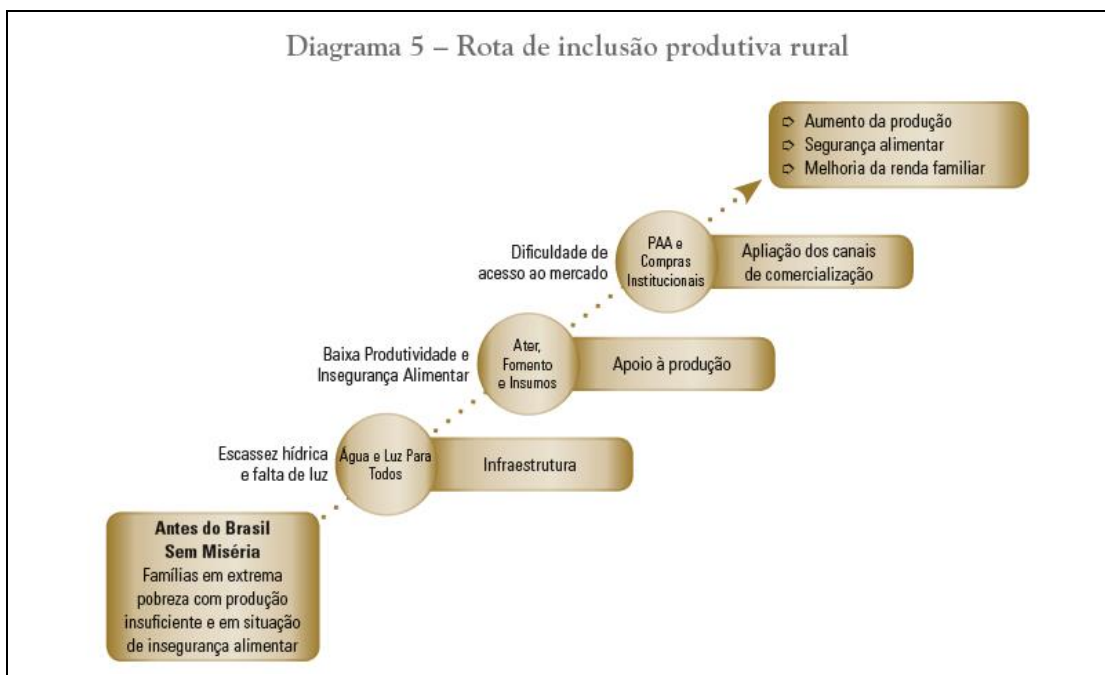 Diagrama 5 – Rota de inclusão produtiva rural
➩ Aumento da produção
➩ Segurança alimentar
➩ Melhoria da renda familiar
Dificuldade de
acesso ao mercado
PAA e
Compras
Institucionais
Apliação dos canais
de comercialização
Baixa Produtividade e
Insegurança Alimentar
Ater,
Fomento
e Insumos
Apoio à produção
Escassez hídrica
e falta de luz
Água e Luz Para
Todos
Infraestrutura
Antes do Brasil
Sem Miséria
Famílias em extrema
pobreza com produção
insuficiente e em situação
de insegurança alimentar